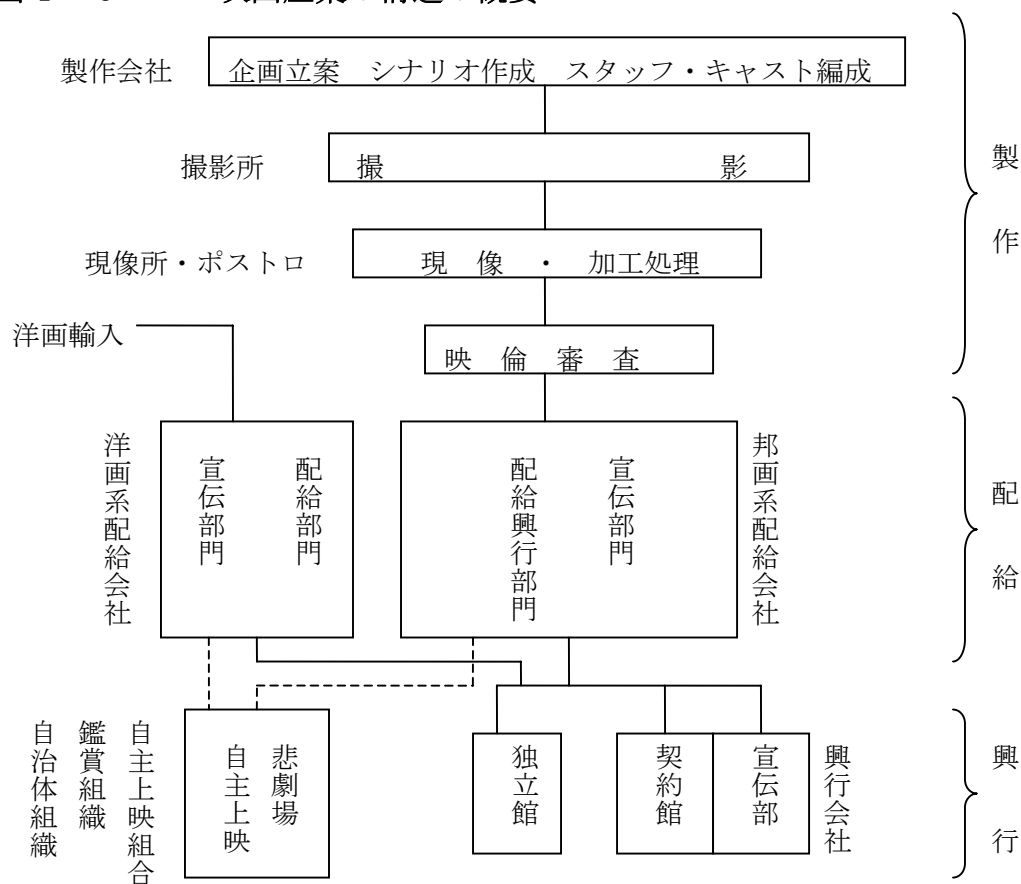 製作会社
企画立案 シナリオ作成 スタッフ・キャスト編成
製作
撮影所
撮影
現像所・ポストロ
現像・加工処理
洋画輸入
映倫審査
洋画系配給会社
宣伝部門
配給部門
配給興行部門
宣伝部門
邦画系配給会社
配給
自治体組織
鑑賞組織
自主上映組合
自主上映
悲劇場
独立館
契約館
宣伝部
興行会社
興行